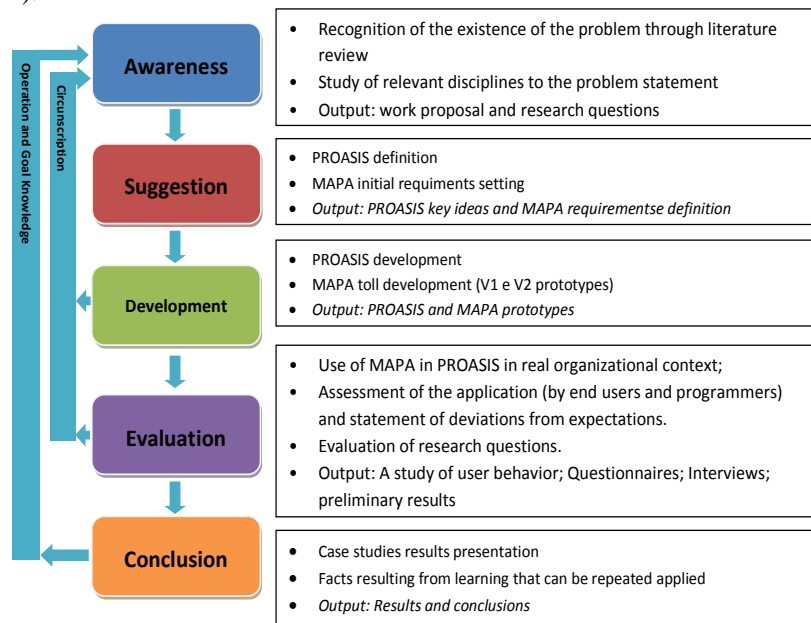 ).
Awareness
• Recognition of the existence of the problem through literature
review
• Study of relevant disciplines to the problem statement
• Output: work proposal and research questions
Operation and Goal Knowledge
Circunscription
Suggestion
• PROASIS definition
• MAPA initial requiments setting
• Output: PROASIS key ideas and MAPA requirementse definition
Development
• PROASIS development
• MAPA toll development (V1 e V2 prototypes)
• Output: PROASIS and MAPA prototypes
Evaluation
• Use of MAPA in PROASIS in real organizational context;
• Assessment of the application (by end users and programmers)
and statement of deviations from expectations.
• Evaluation of research questions.
• Output: A study of user behavior; Questionnaires; Interviews;
preliminary results
Conclusion
• Case studies results presentation
• Facts resulting from learning that can be repeated applied
• Output: Results and conclusions